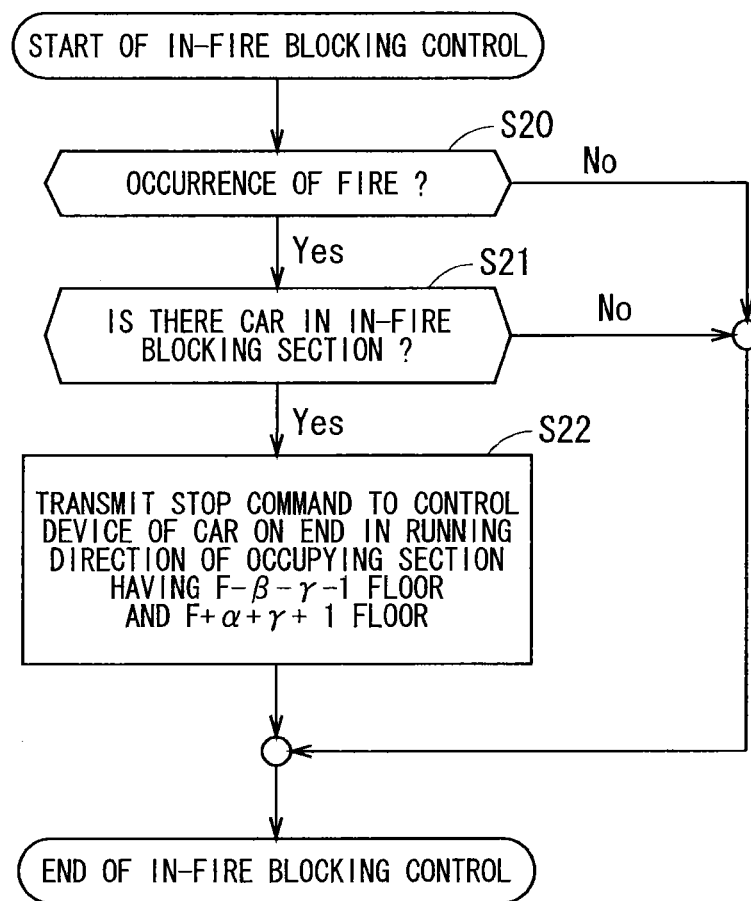 START OF IN-FIRE BLOCKING CONTROL
S20
OCCURRENCE OF FIRE ?
No
Yes
S21
IS THERE CAR IN IN-FIRE
BLOCKING SECTION ?
No
Yes
S22
TRANSMIT STOP COMMAND TO CONTROL
DEVICE OF CAR ON END IN RUNNING
DIRECTION OF OCCUPYING SECTION
HAVING F-β-γ-1 FLOOR
AND F+α+γ+ 1 FLOOR
END OF IN-FIRE BLOCKING CONTROL